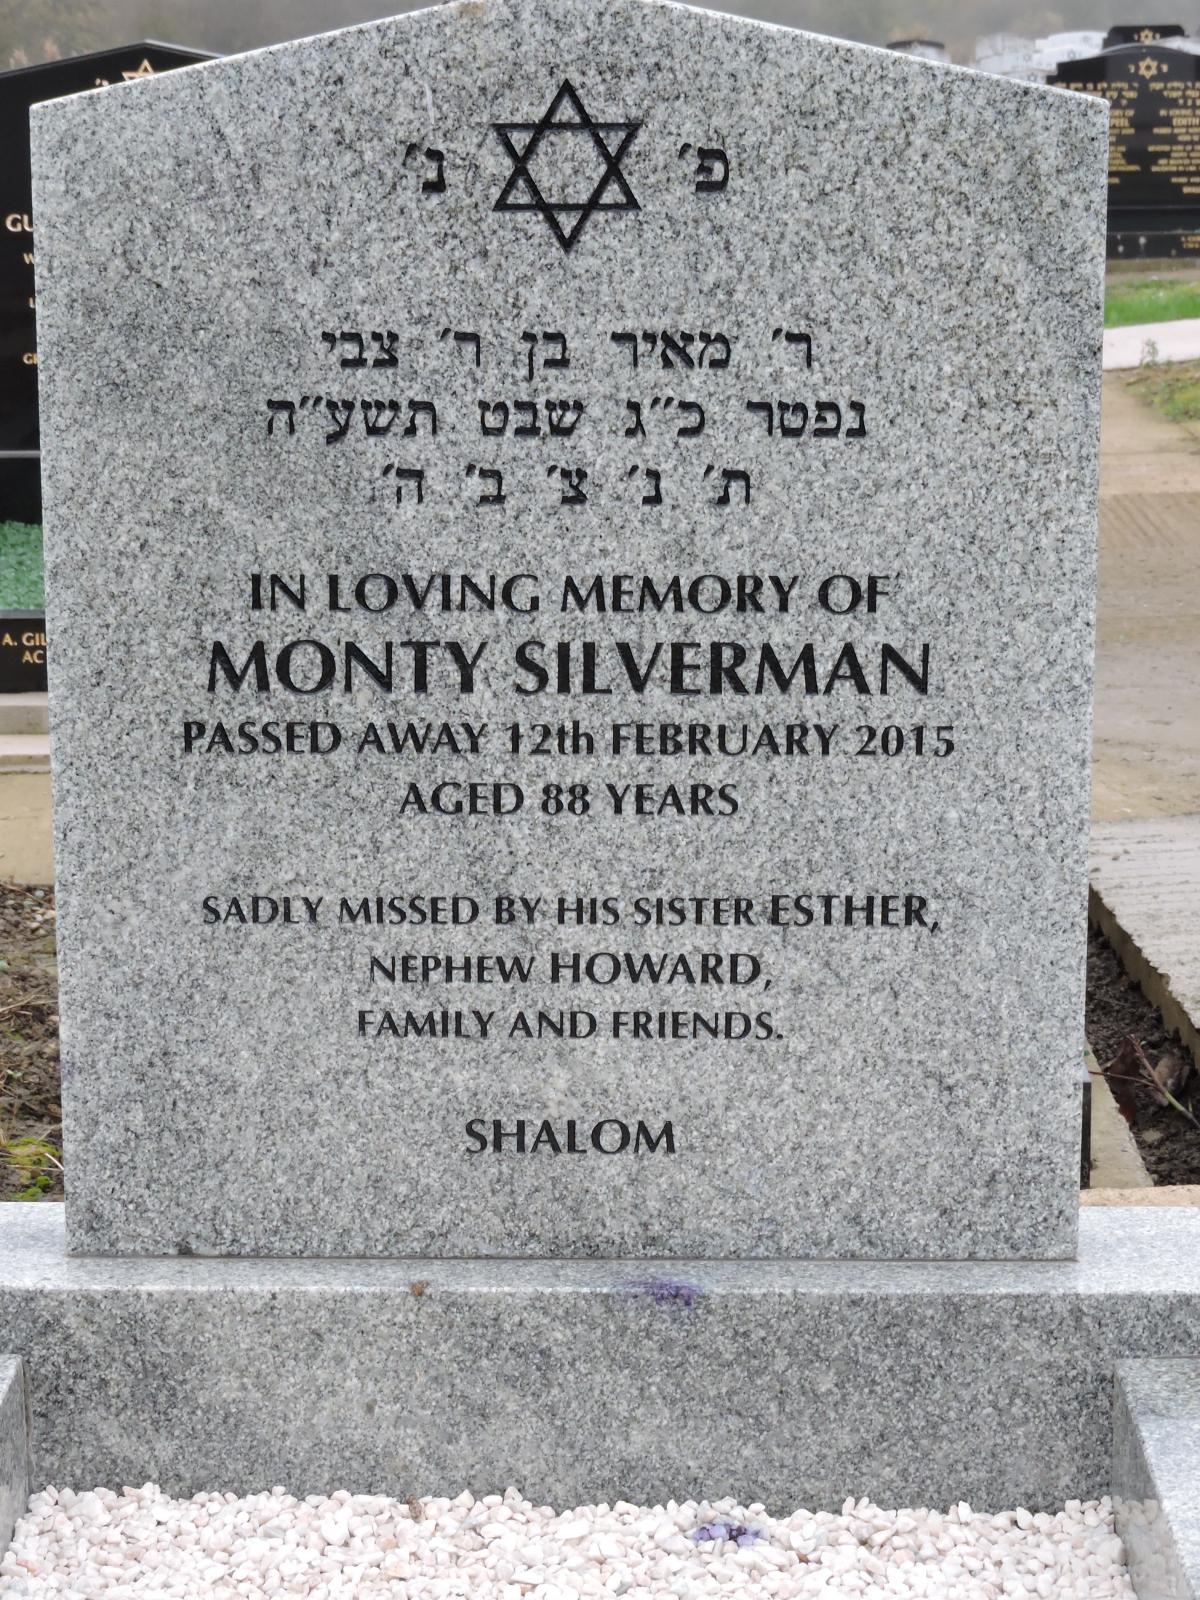 פ׳ נ׳
ר׳ מאיר בן ר׳ צבי
נפטר כ״ג שבט תשע״ה
ת׳ נ׳ צ׳ ב׳ ה׳
IN LOVING MEMORY OF
MONTY SILVERMAN
PASSED AWAY 12th FEBRUARY 2015
AGED 88 YEARS
SADLY MISSED BY HIS SISTER ESTHER,
NEPHEW HOWARD,
FAMILY AND FRIENDS.
SHALOM